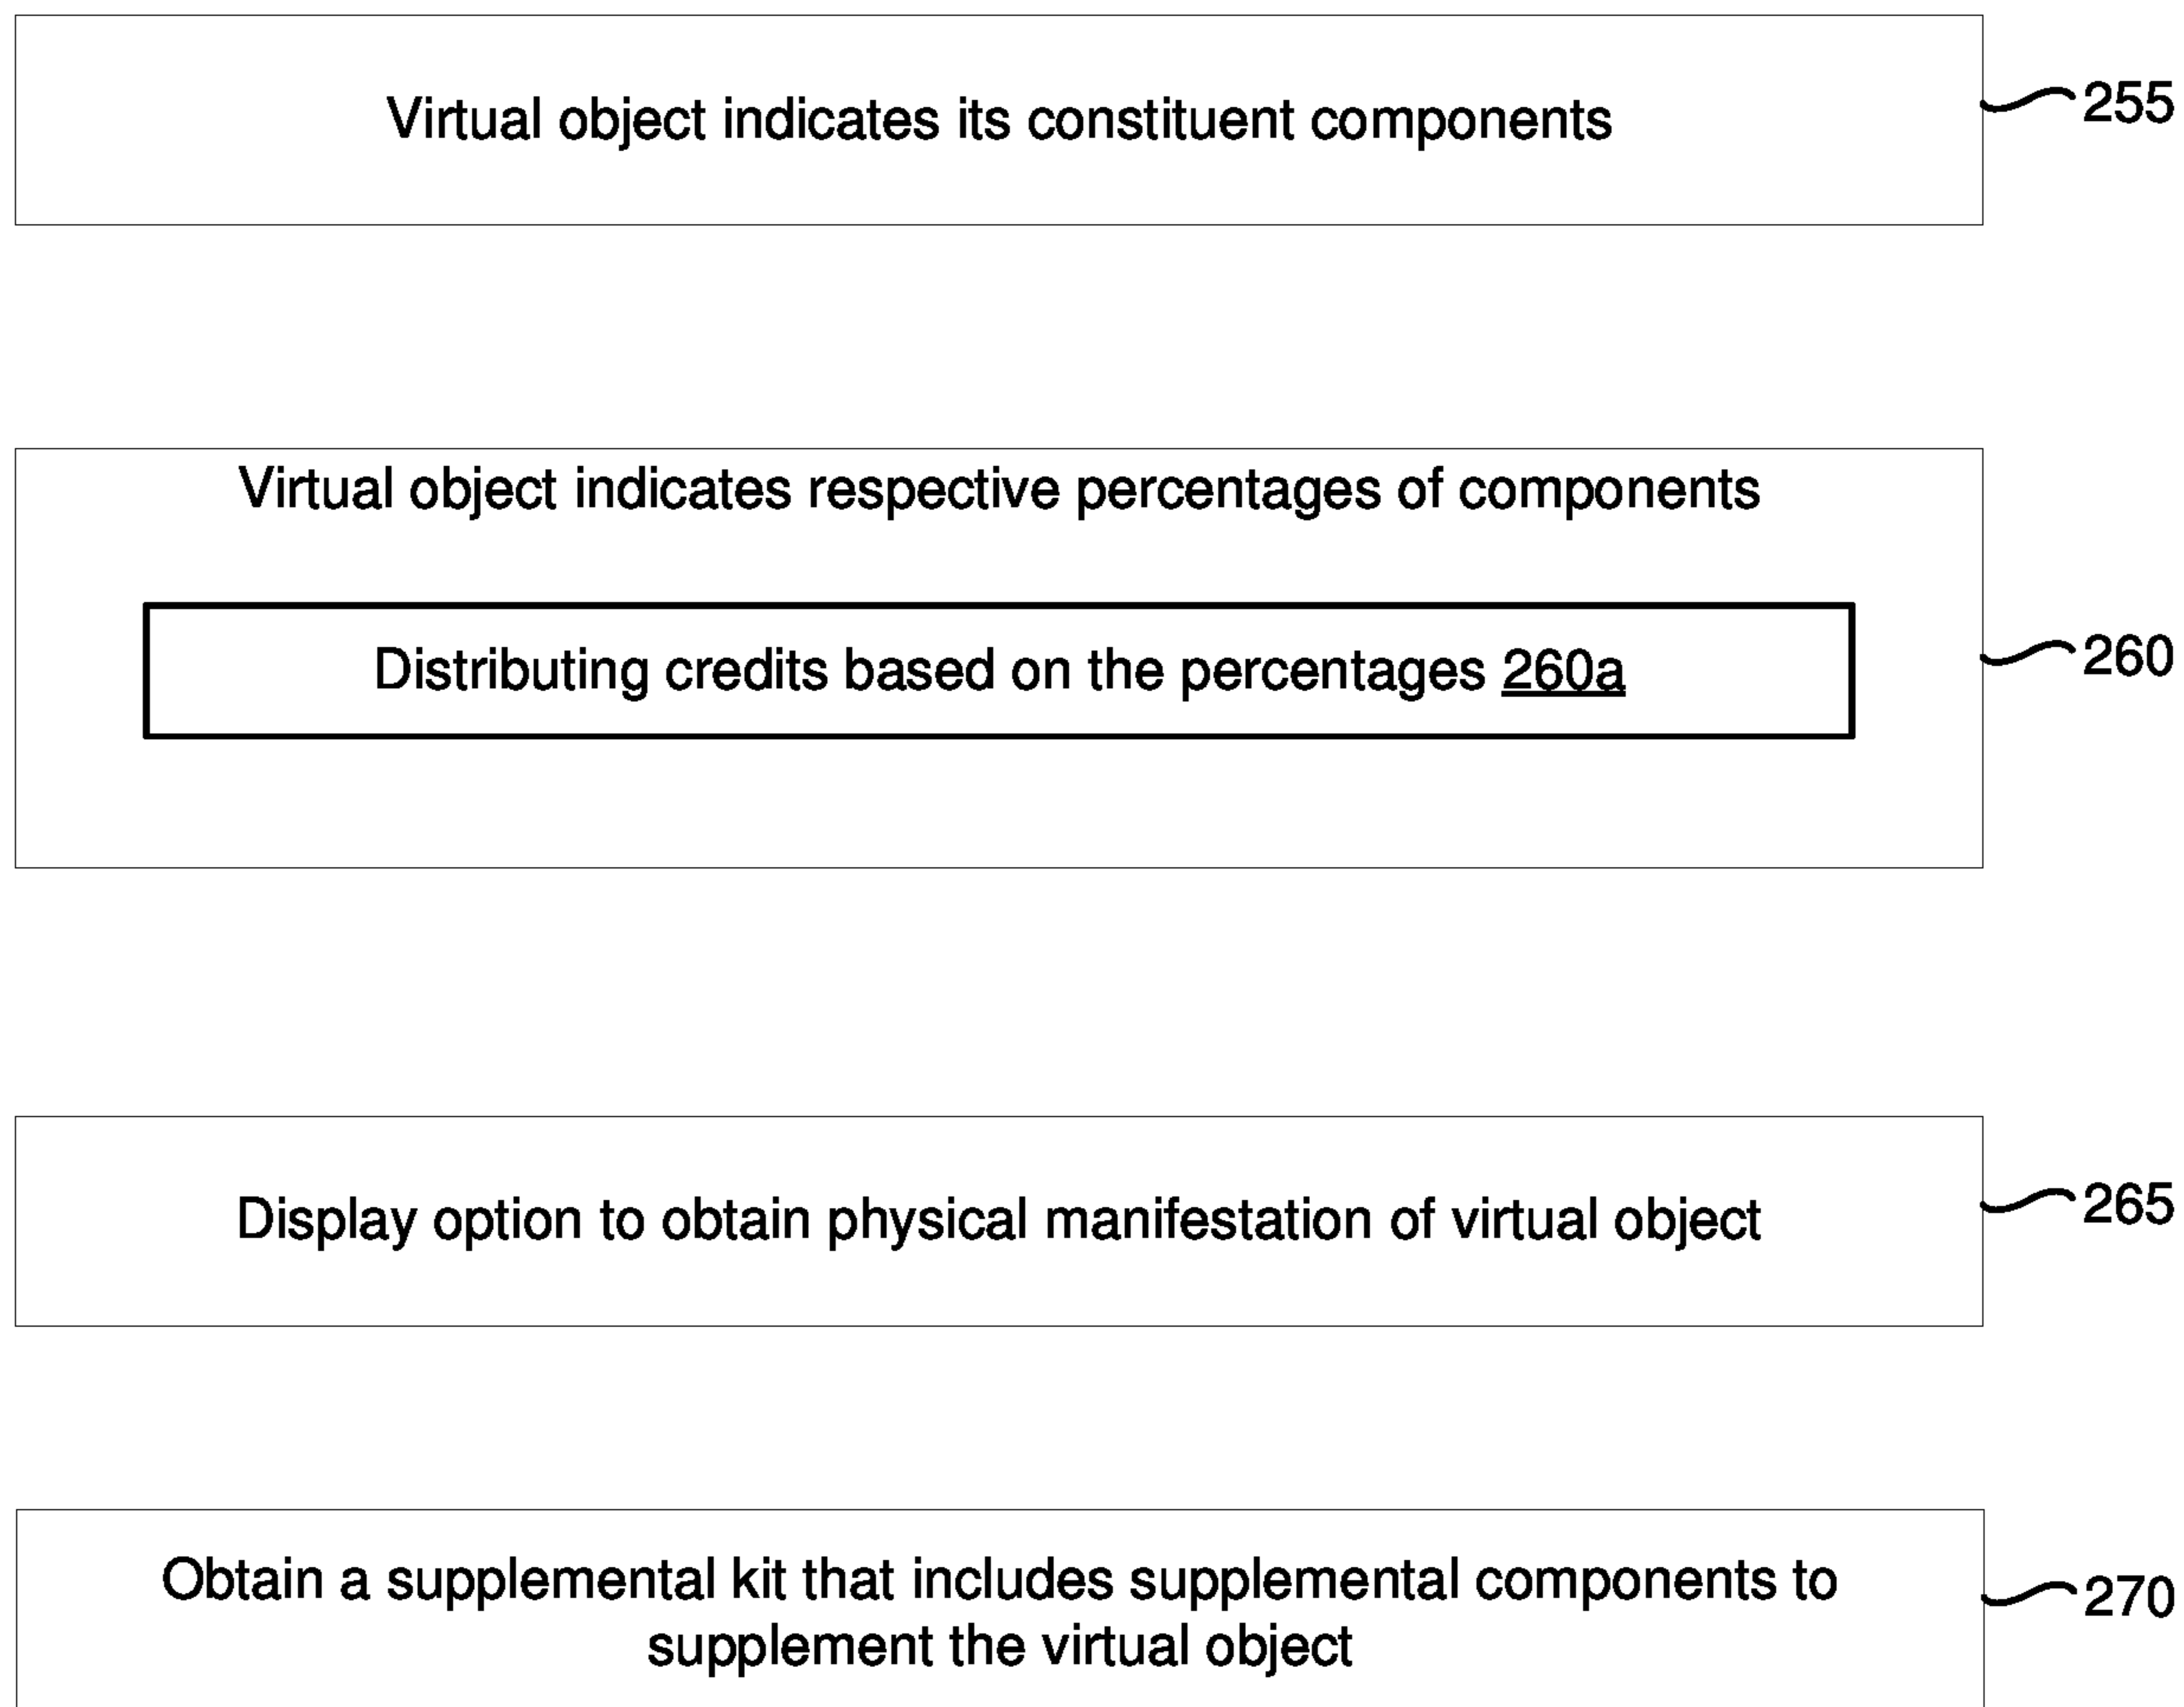 Virtual object indicates its constituent components
255
Virtual object indicates respective percentages of components
Distributing credits based on the percentages 260a
260
Display option to obtain physical manifestation of virtual object
265
Obtain a supplemental kit that includes supplemental components to
supplement the virtual object
270